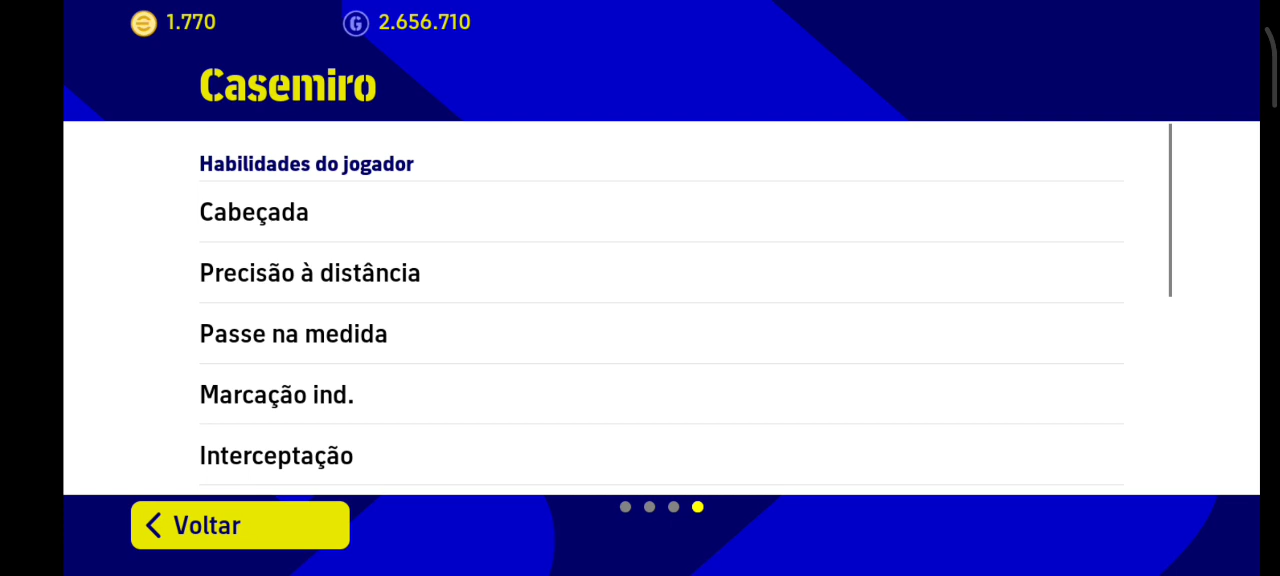 1.770
2.656.710
Casemiro
Habilidades do jogador
Cabeçada
Precisão à distância
Passe na medida
Marcação ind.
Interceptação
Voltar